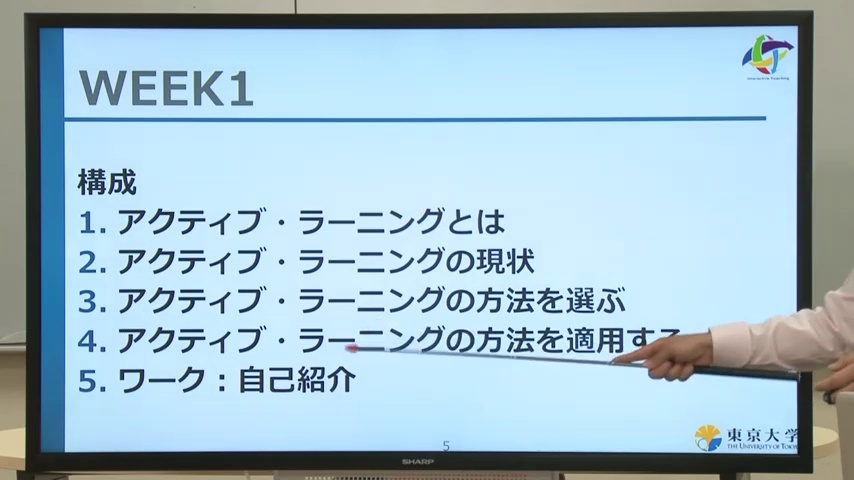 WEEK1
Interactive Teaching
構成
1. アクティブ・ラーニングとは
2. アクティブ・ラーニングの現状
3. アクティブ・ラーニングの方法を選ぶ
4. アクティブ・ラーニングの方法を適用する
5. ワーク：自己紹介
5
東京大学
THE UNIVERSITY OF TOKYO
SHARP